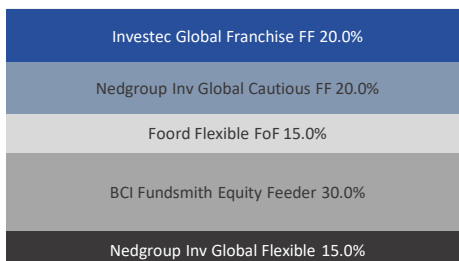 Investec Global Franchise FF 20.0%
Nedgroup Inv Global Cautious FF 20.0%
Foord Flexible FoF 15.0%
BCI Fundsmith Equity Feeder 30.0%
Nedgroup Inv Global Flexible 15.0%